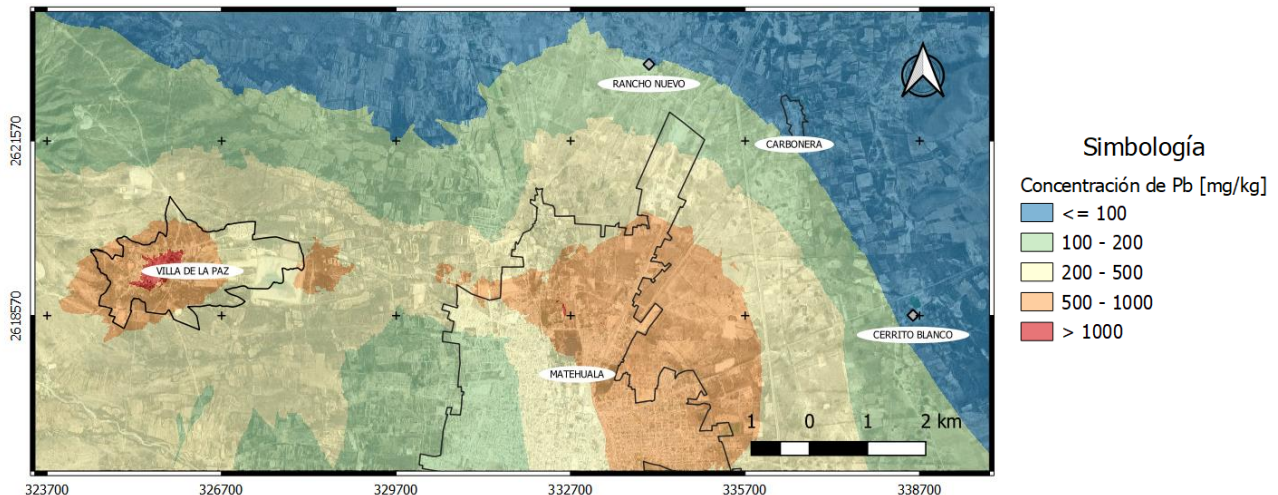 RANCHO NUEVO
CARBONERA
VILLA DE LA PAZ
CERRITO BLANCO
MATEHUALA
2621570
2618570
1 0 1 2 km
323700 326700 329700 332700 335700 338700
Simbología
Concentración de Pb [mg/kg]
<= 100
100 - 200
200 - 500
500 - 1000
> 1000